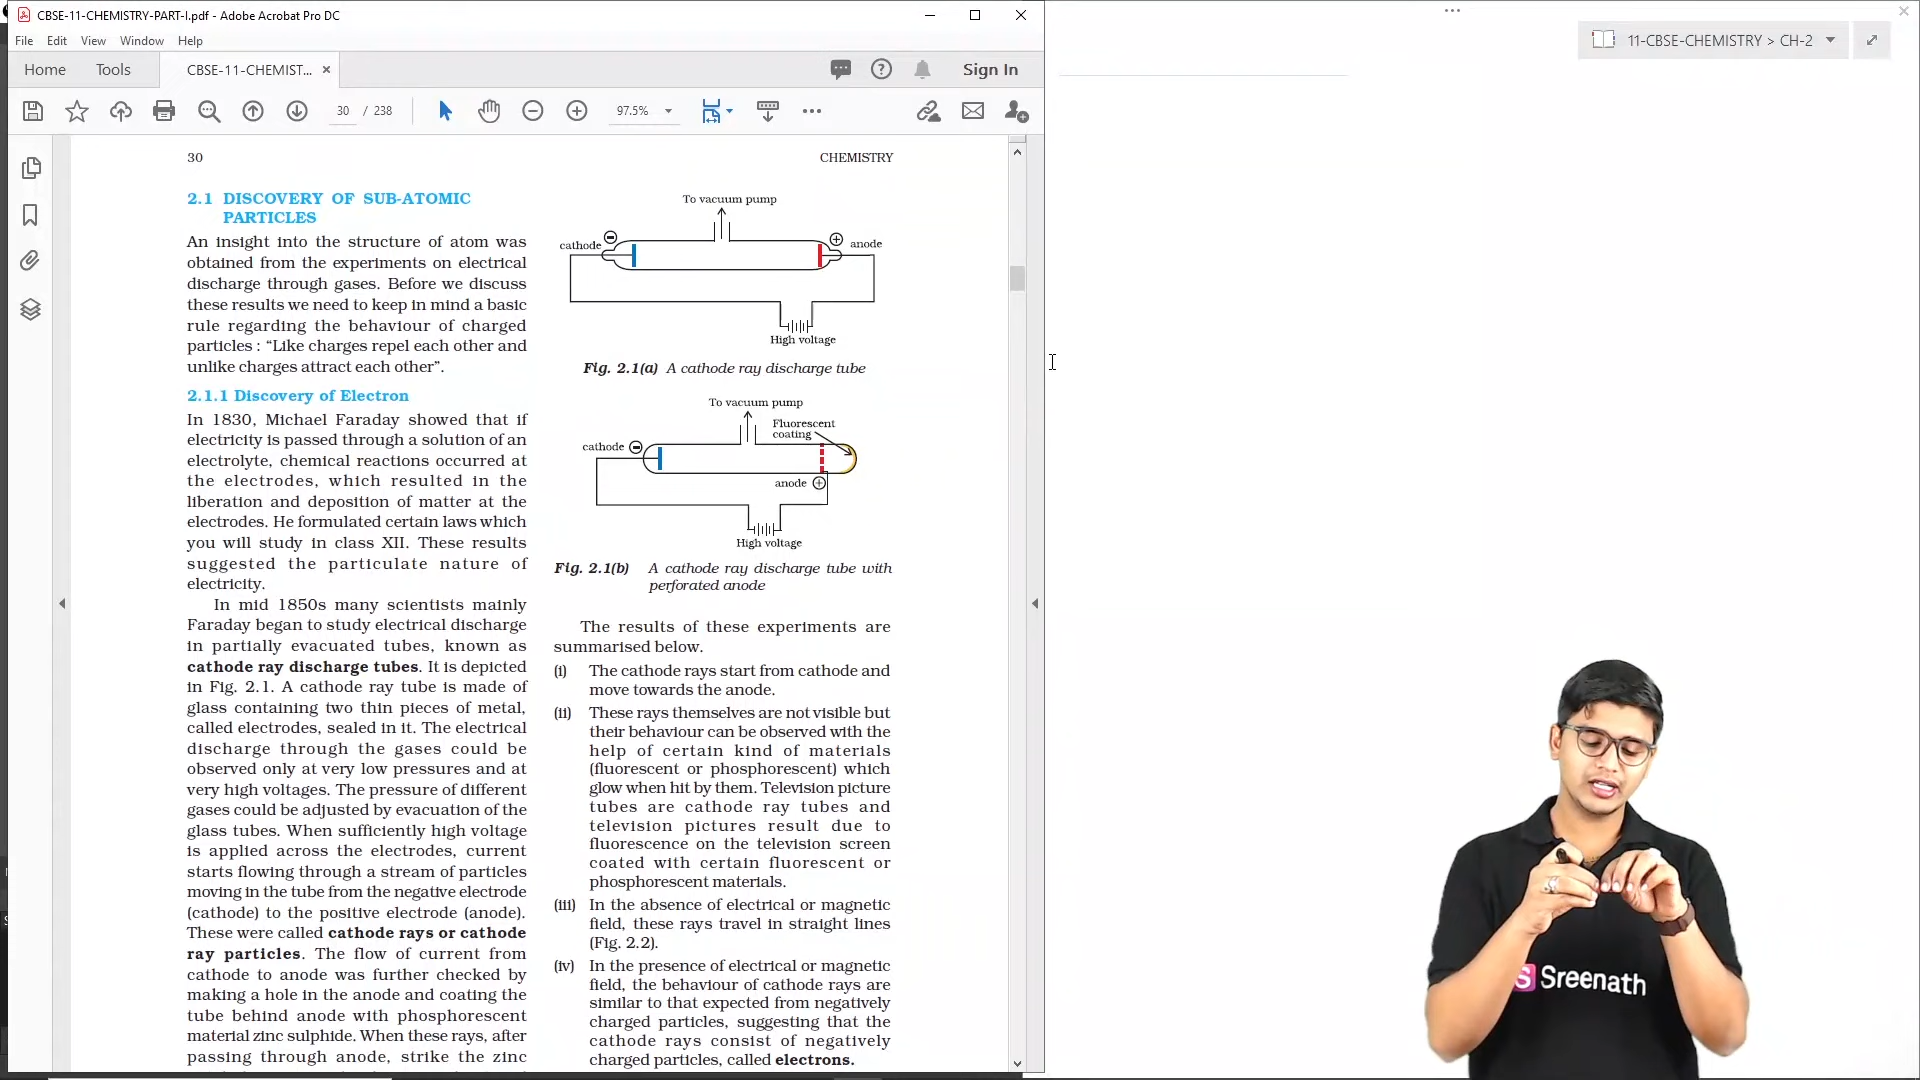 CBSE-11-CHEMISTRY-PART-I.pdf - Adobe Acrobat Pro DC
File Edit View Window Help
Home Tools CBSE-11-CHEMIST... Sign In
30 / 238 97.5%
11-CBSE-CHEMISTRY > CH-2
30 CHEMISTRY
2.1 DISCOVERY OF SUB-ATOMIC
PARTICLES
An insight into the structure of atom was
obtained from the experiments on electrical
discharge through gases. Before we discuss
these results we need to keep in mind a basic
rule regarding the behaviour of charged
particles : “Like charges repel each other and
unlike charges attract each other”.
2.1.1 Discovery of Electron
In 1830, Michael Faraday showed that if
electricity is passed through a solution of an
electrolyte, chemical reactions occurred at
the electrodes, which resulted in the
liberation and deposition of matter at the
electrodes. He formulated certain laws which
you will study in class XII. These results
suggested the particulate nature of
electricity.
In mid 1850s many scientists mainly
Faraday began to study electrical discharge
in partially evacuated tubes, known as
cathode ray discharge tubes. It is depicted
in Fig. 2.1. A cathode ray tube is made of
glass containing two thin pieces of metal,
called electrodes, sealed in it. The electrical
discharge through the gases could be
observed only at very low pressures and at
very high voltages. The pressure of different
gases could be adjusted by evacuation of the
glass tubes. When sufficiently high voltage
is applied across the electrodes, current
starts flowing through a stream of particles
moving in the tube from the negative electrode
(cathode) to the positive electrode (anode).
These were called cathode rays or cathode
ray particles. The flow of current from
cathode to anode was further checked by
making a hole in the anode and coating the
tube behind anode with phosphorescent
material zinc sulphide. When these rays, after
passing through anode, strike the zinc
To vacuum pump
cathode
anode
High voltage
Fig. 2.1(a) A cathode ray discharge tube
To vacuum pump
Fluorescent
coating
cathode
anode
High voltage
Fig. 2.1(b) A cathode ray discharge tube with
perforated anode
The results of these experiments are
summarised below.
(i) The cathode rays start from cathode and
move towards the anode.
(ii) These rays themselves are not visible but
their behaviour can be observed with the
help of certain kind of materials
(fluorescent or phosphorescent) which
glow when hit by them. Television picture
tubes are cathode ray tubes and
television pictures result due to
fluorescence on the television screen
coated with certain fluorescent or
phosphorescent materials.
(iii) In the absence of electrical or magnetic
field, these rays travel in straight lines
(Fig. 2.2).
(iv) In the presence of electrical or magnetic
field, the behaviour of cathode rays are
similar to that expected from negatively
charged particles, suggesting that the
cathode rays consist of negatively
charged particles, called electrons.
S Sreenath